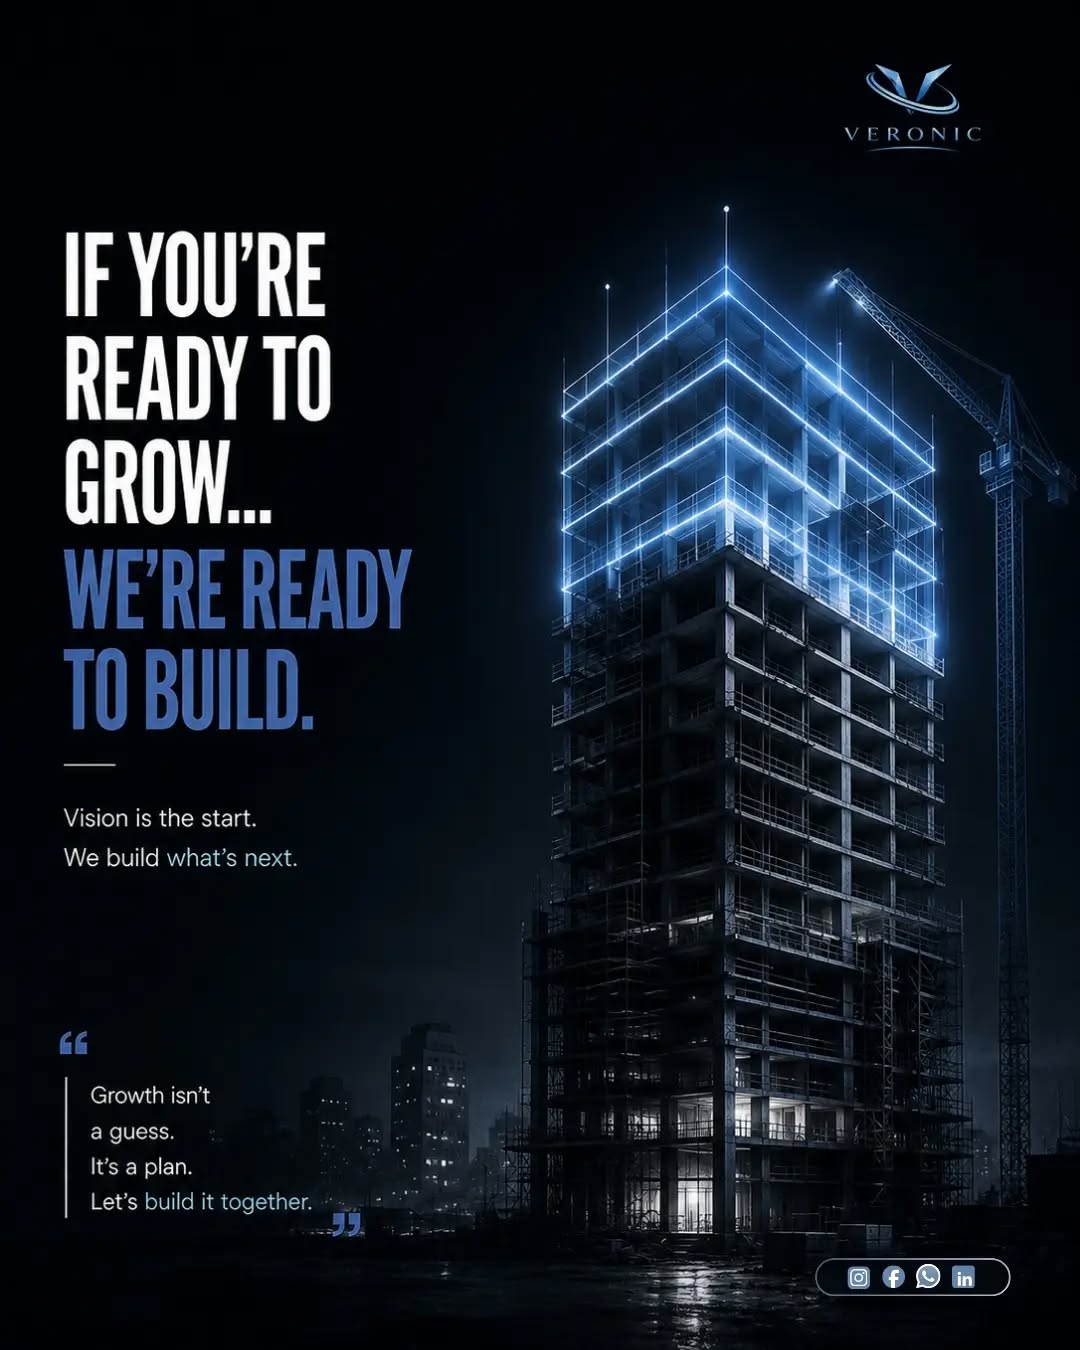 VERONIC
IF YOU’RE
READY TO
GROW...
WE’RE READY
TO BUILD.
Vision is the start.
We build what’s next.
“
Growth isn’t
a guess.
It’s a plan.
Let’s build it together.
”